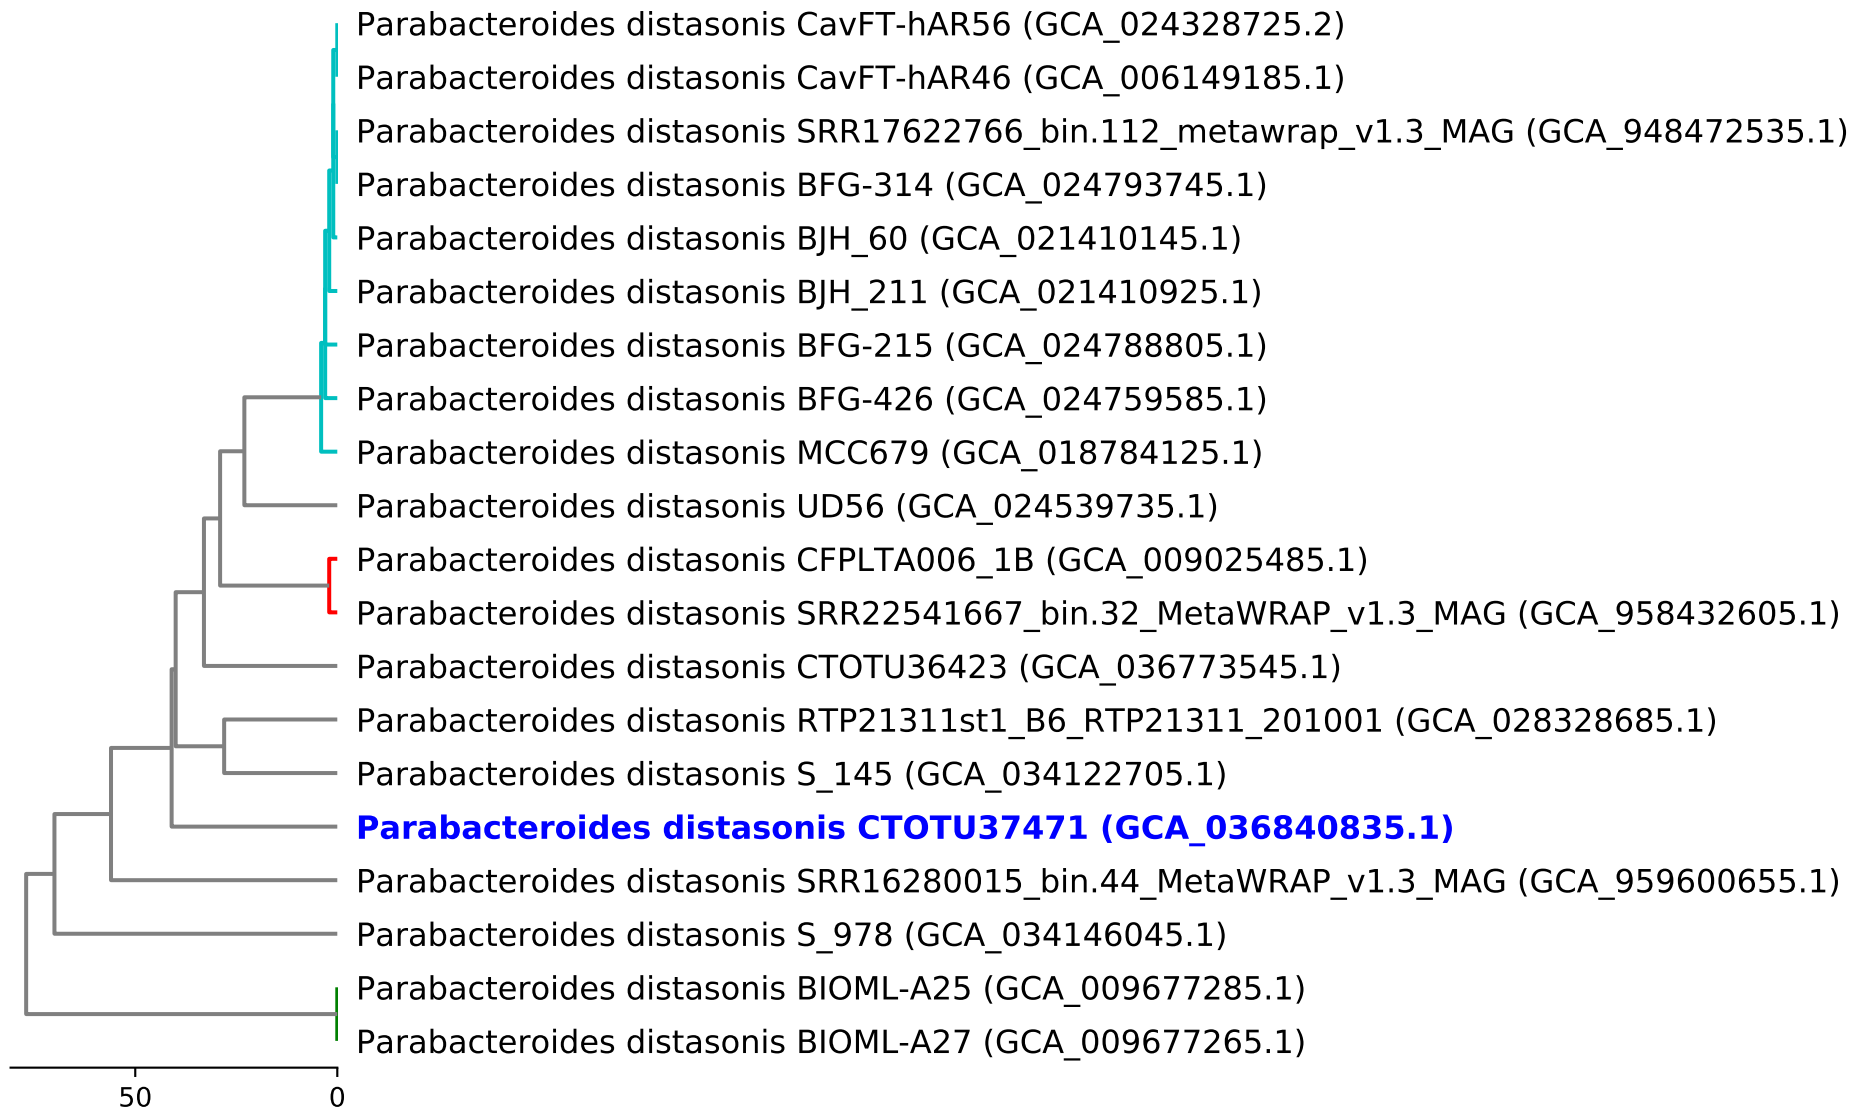 Parabacteroides distasonis CavFT-hAR56 (GCA_024328725.2)
Parabacteroides distasonis CavFT-hAR46 (GCA_006149185.1)
Parabacteroides distasonis SRR17622766_bin.112_metawrap_v1.3_MAG (GCA_948472535.1)
Parabacteroides distasonis BFG-314 (GCA_024793745.1)
Parabacteroides distasonis BJH_60 (GCA_021410145.1)
Parabacteroides distasonis BJH_211 (GCA_021410925.1)
Parabacteroides distasonis BFG-215 (GCA_024788805.1)
Parabacteroides distasonis BFG-426 (GCA_024759585.1)
Parabacteroides distasonis MCC679 (GCA_018784125.1)
Parabacteroides distasonis UD56 (GCA_024539735.1)
Parabacteroides distasonis CFPLTA006_1B (GCA_009025485.1)
Parabacteroides distasonis SRR22541667_bin.32_MetaWRAP_v1.3_MAG (GCA_958432605.1)
Parabacteroides distasonis CTOTU36423 (GCA_036773545.1)
Parabacteroides distasonis RTP21311st1_B6_RTP21311_201001 (GCA_028328685.1)
Parabacteroides distasonis S_145 (GCA_034122705.1)
Parabacteroides distasonis CTOTU37471 (GCA_036840835.1)
Parabacteroides distasonis SRR16280015_bin.44_MetaWRAP_v1.3_MAG (GCA_959600655.1)
Parabacteroides distasonis S_978 (GCA_034146045.1)
Parabacteroides distasonis BIOML-A25 (GCA_009677285.1)
Parabacteroides distasonis BIOML-A27 (GCA_009677265.1)
50 0